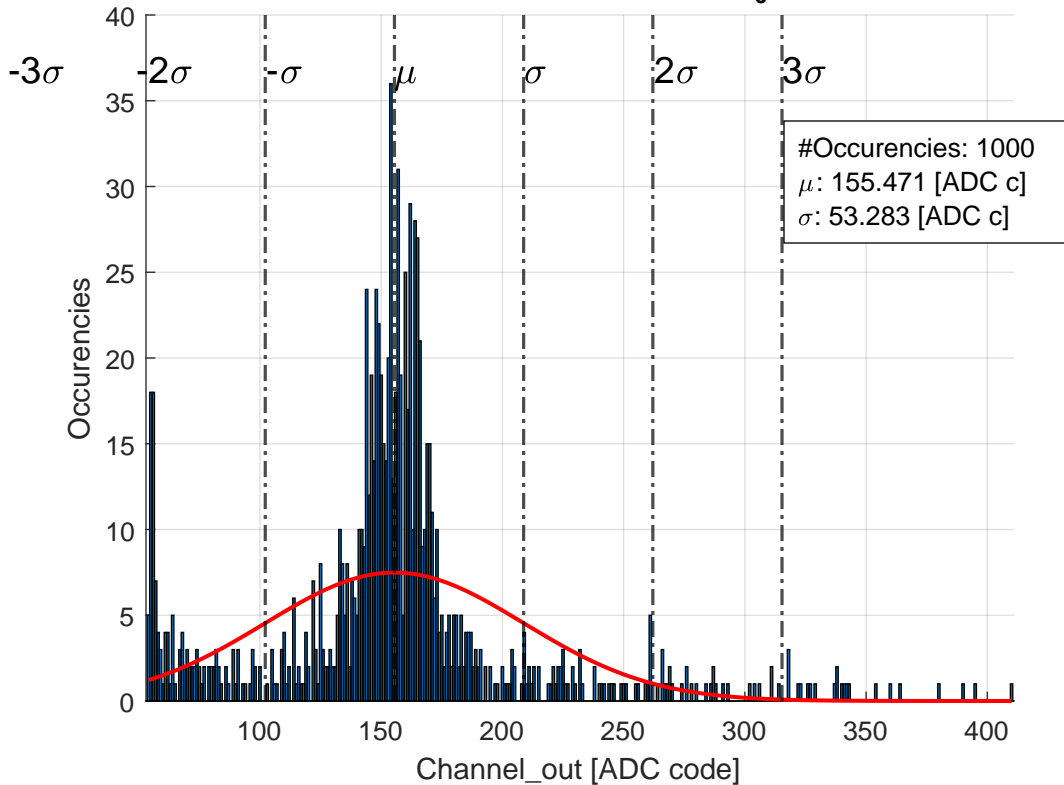 40
-3σ -2σ -σ μ σ 2σ 3σ
35
#Occurencies: 1000
μ: 155.471 [ADC c]
σ: 53.283 [ADC c]
30
25
Occurencies
20
15
10
5
0
100 150 200 250 300 350 400
Channel_out [ADC code]